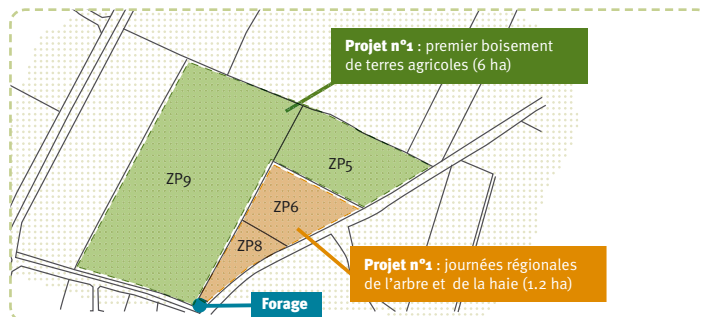 Projet n°1 : premier boisement
de terres agricoles (6 ha)
ZP5
ZP9
ZP6
ZP8
Projet n°1 : journées régionales
de l’arbre et de la haie (1.2 ha)
Forage